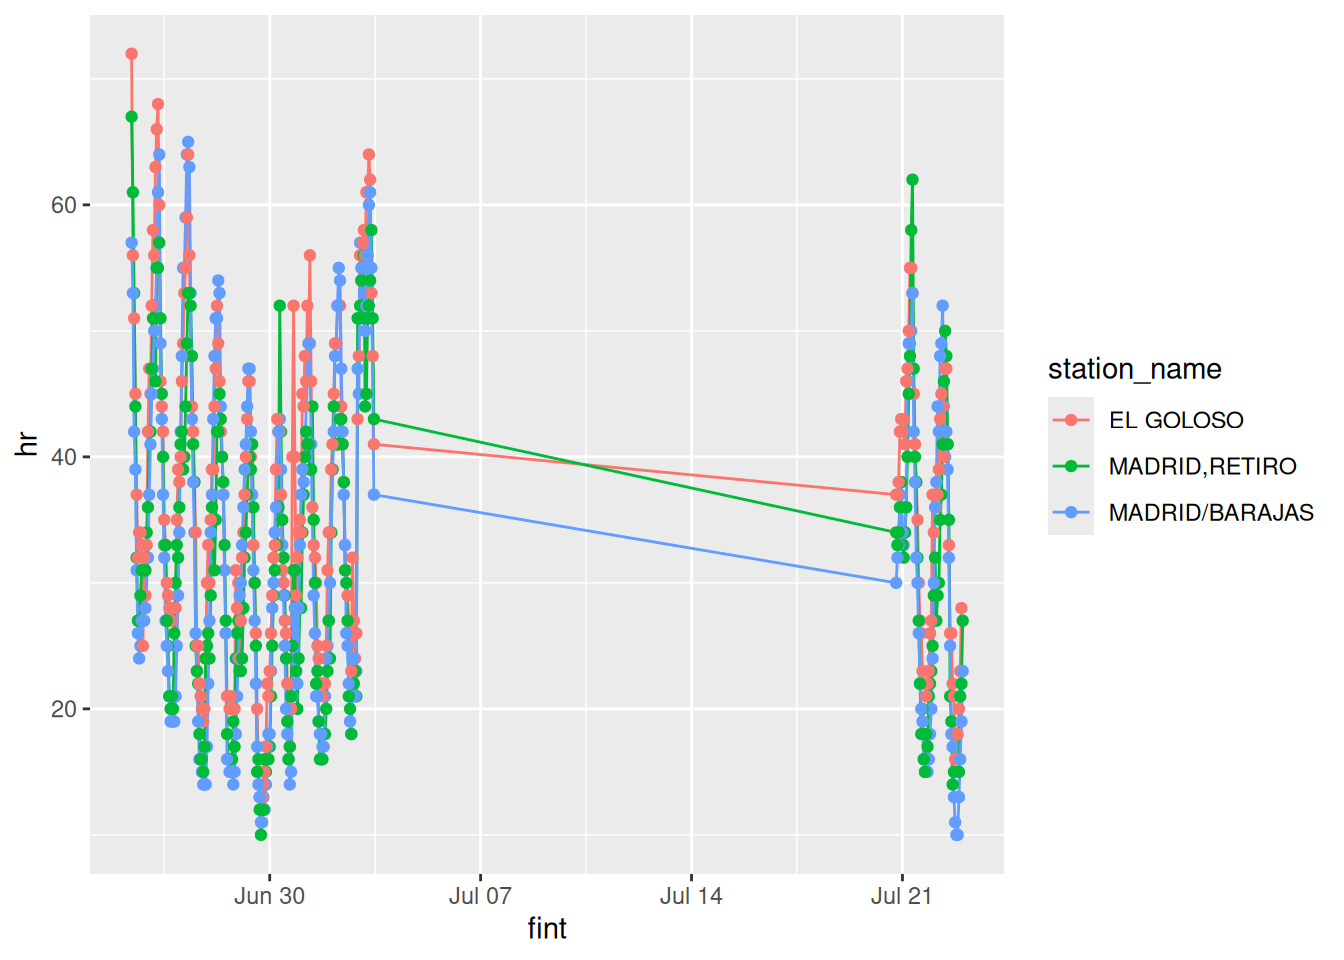 60
40
20
hr
Jun 30
Jul 07
Jul 14
Jul 21
fint
station_name
EL GOLOSO
MADRID,RETIRO
MADRID/BARAJAS